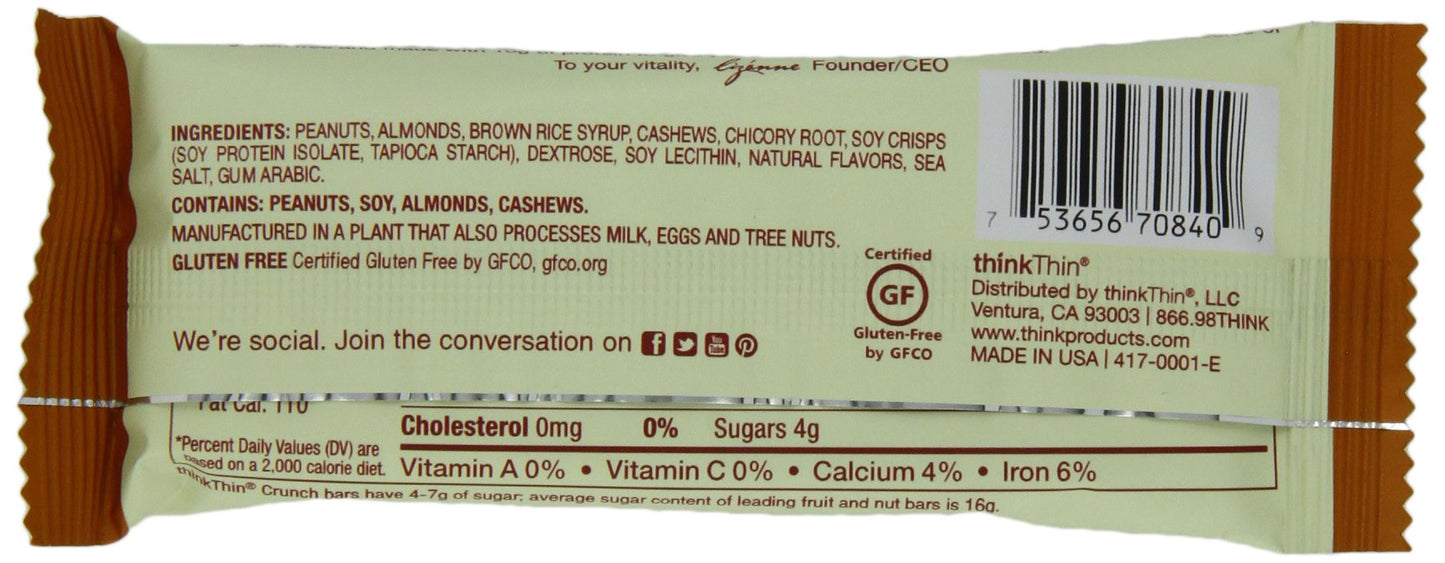 To your vitality, lizanne Founder/CEO
INGREDIENTS: PEANUTS, ALMONDS, BROWN RICE SYRUP, CASHEWS, CHICORY ROOT, SOY CRISPS
(SOY PROTEIN ISOLATE, TAPIOCA STARCH), DEXTROSE, SOY LECITHIN, NATURAL FLAVORS, SEA
SALT, GUM ARABIC.
CONTAINS: PEANUTS, SOY, ALMONDS, CASHEWS.
MANUFACTURED IN A PLANT THAT ALSO PROCESSES MILK, EGGS AND TREE NUTS.
GLUTEN FREE Certified Gluten Free by GFCO, gfco.org
We're social. Join the conversation on f You Tube
Certified
GF
Gluten-Free
by GFCO
7 53656 70840 9
thinkThin®
Distributed by thinkThin®, LLC
Ventura, CA 93003 | 866.98THINK
www.thinkproducts.com
MADE IN USA | 417-0001-E
Fat Cal. 110
*Percent Daily Values (DV) are
based on a 2,000 calorie diet.
Cholesterol 0mg 0% Sugars 4g
Vitamin A 0% • Vitamin C 0% • Calcium 4% • Iron 6%
thinkThin® Crunch bars have 4-7g of sugar; average sugar content of leading fruit and nut bars is 16g.